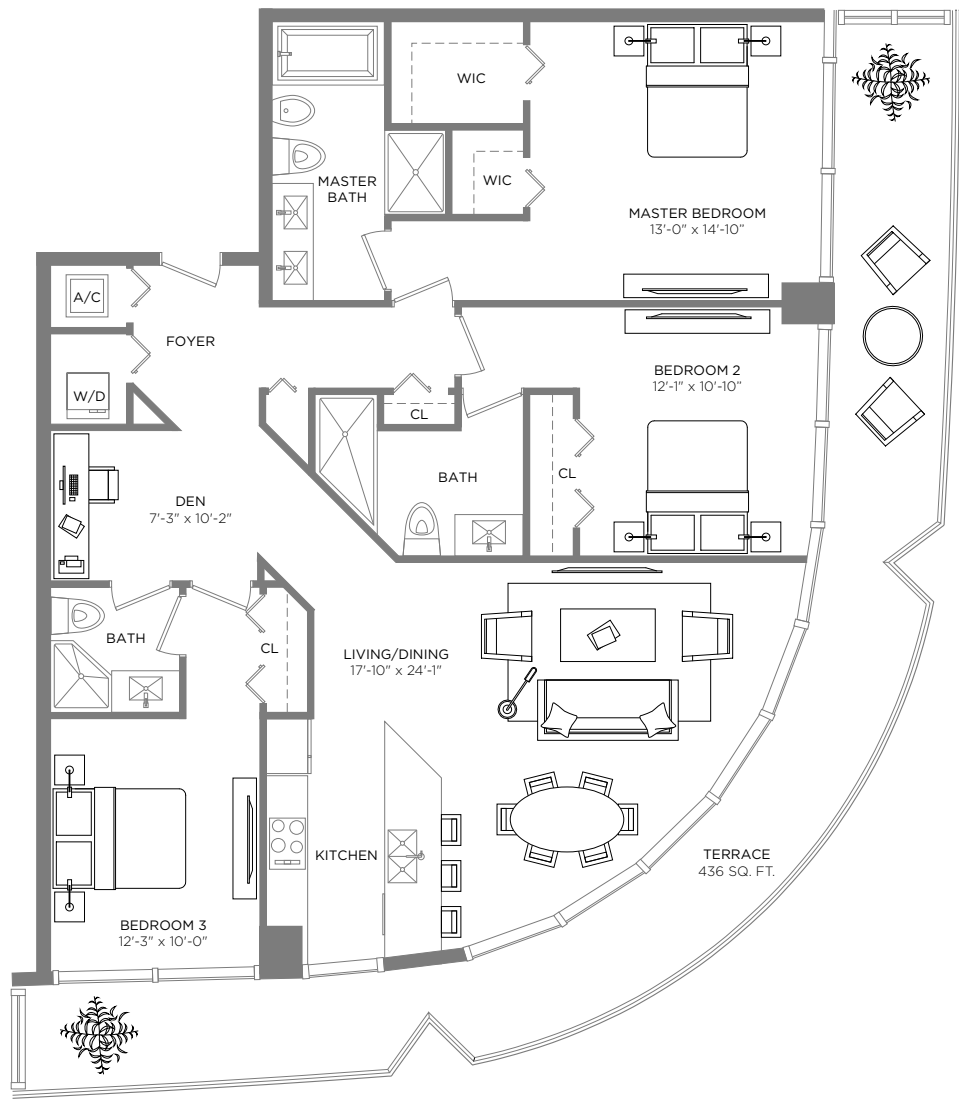 WIC
WIC
MASTER
BATH
MASTER BEDROOM
13'-0" x 14'-10"
A/C
FOYER
BEDROOM 2
12'-1" x 10'-10"
W/D
CL
BATH
CL
DEN
7'-3" x 10'-2"
BATH
CL
LIVING/DINING
17'-10" x 24'-1"
KITCHEN
TERRACE
436 SQ. FT.
BEDROOM 3
12'-3" x 10'-0"